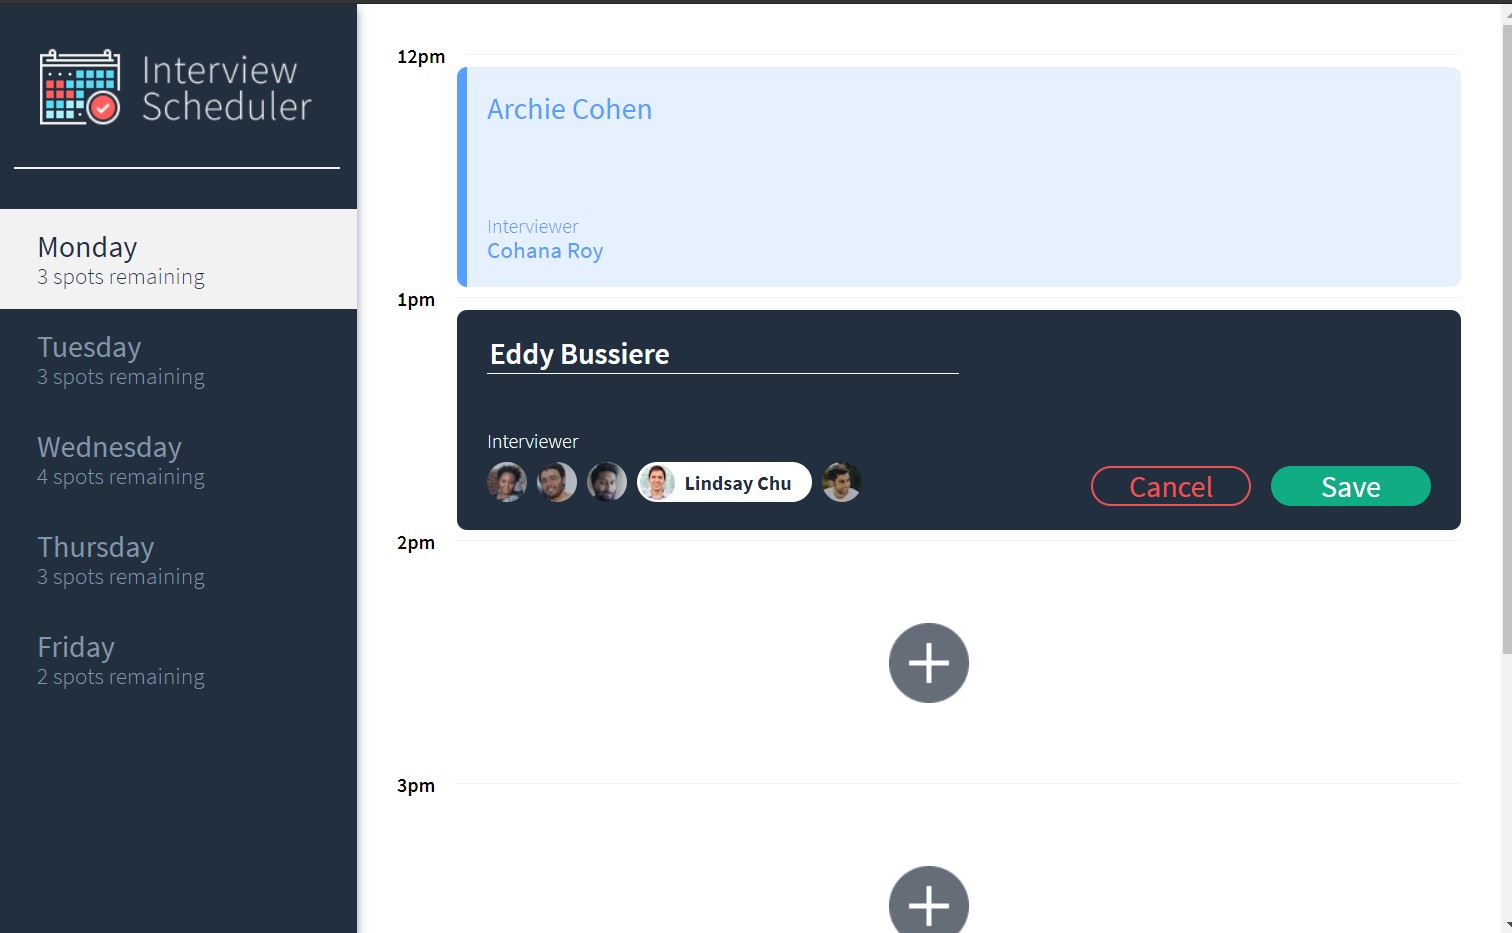 Interview
Scheduler
Monday
3 spots remaining
Tuesday
3 spots remaining
Wednesday
4 spots remaining
Thursday
3 spots remaining
Friday
2 spots remaining
12pm
Archie Cohen
Interviewer
Cohana Roy
1pm
Eddy Bussiere
Interviewer
Lindsay Chu
Cancel
Save
2pm
3pm